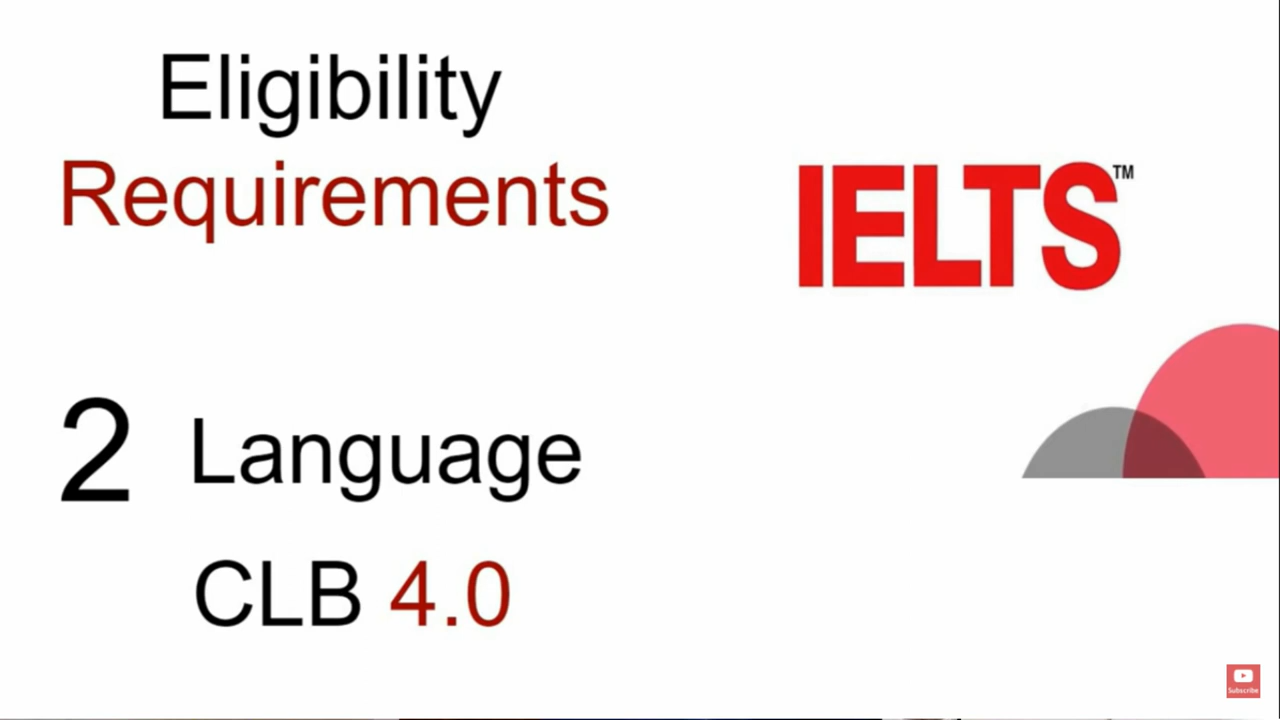 Eligibility
Requirements
IELTS™
2 Language
CLB 4.0
Subscribe